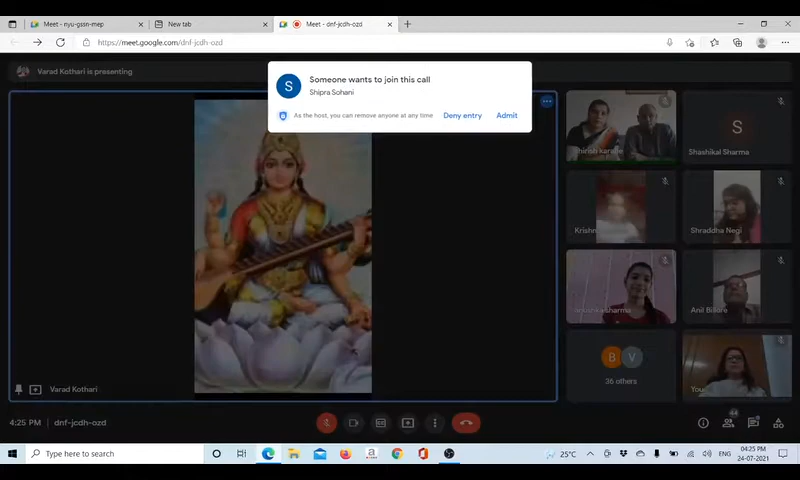 Meet - nyu-gssn-mep
New tab
Meet - dnf-jcdh-ozd
https://meet.google.com/dnf-jcdh-ozd
Varad Kothari is presenting
S
Someone wants to join this call
Shipra Sohani
As the host, you can remove anyone at any time
Deny entry
Admit
S
Shashikal Sharma
Krishn
Shraddha Negi
Anil Billore
B
V
36 others
You
Varad Kothari
4:25 PM
dnf-jcdh-ozd
44
Type here to search
25°C
ENG
04:25 PM
24-07-2021